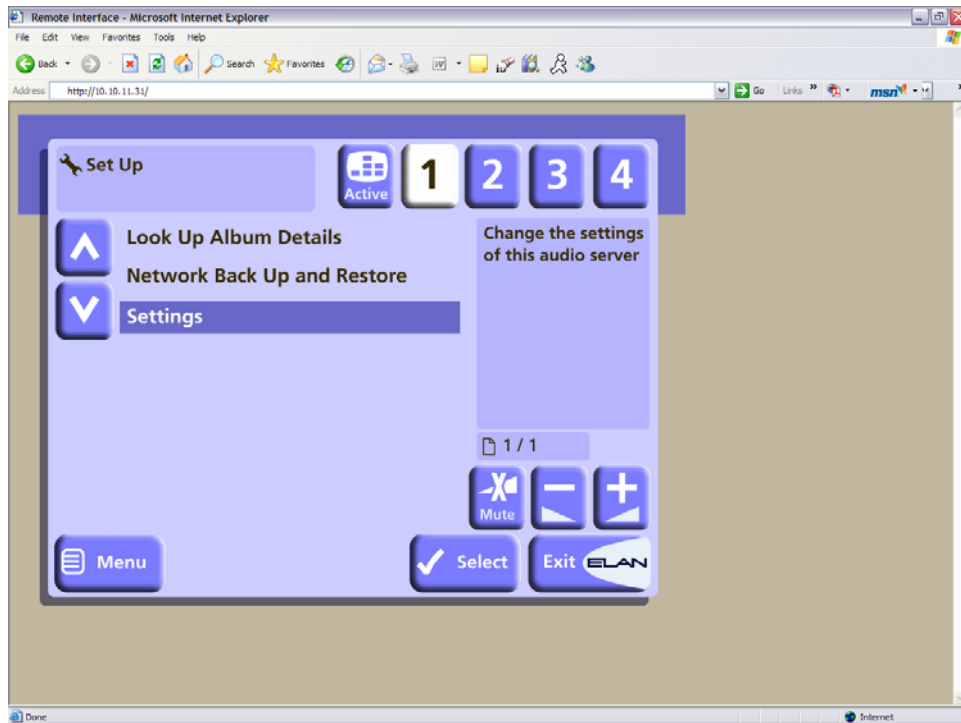 Remote Interface - Microsoft Internet Explorer
File Edit View Favorites Tools Help
Back Search Favorites
Address http://10.10.11.31/ Go Links » msn
Set Up
Active 1 2 3 4
Look Up Album Details
Network Back Up and Restore
Settings
Change the settings
of this audio server
1 / 1
Mute
Menu Select Exit ELAN
Done Internet